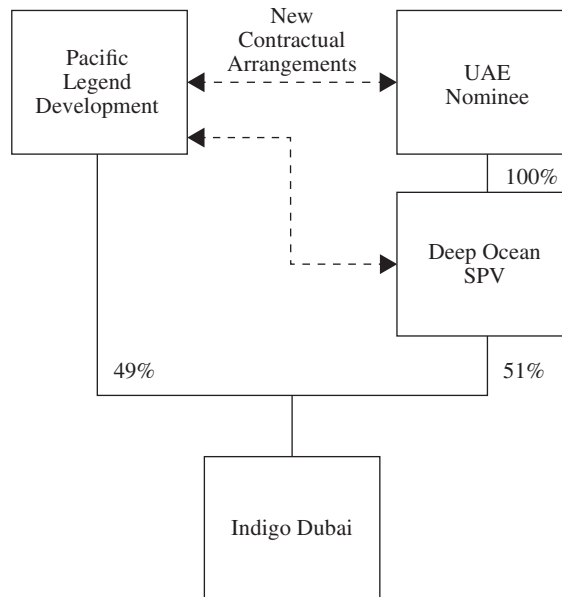 New
Contractual
Arrangements
Pacific
Legend
Development
UAE
Nominee
100%
Deep Ocean
SPV
49%
51%
Indigo Dubai